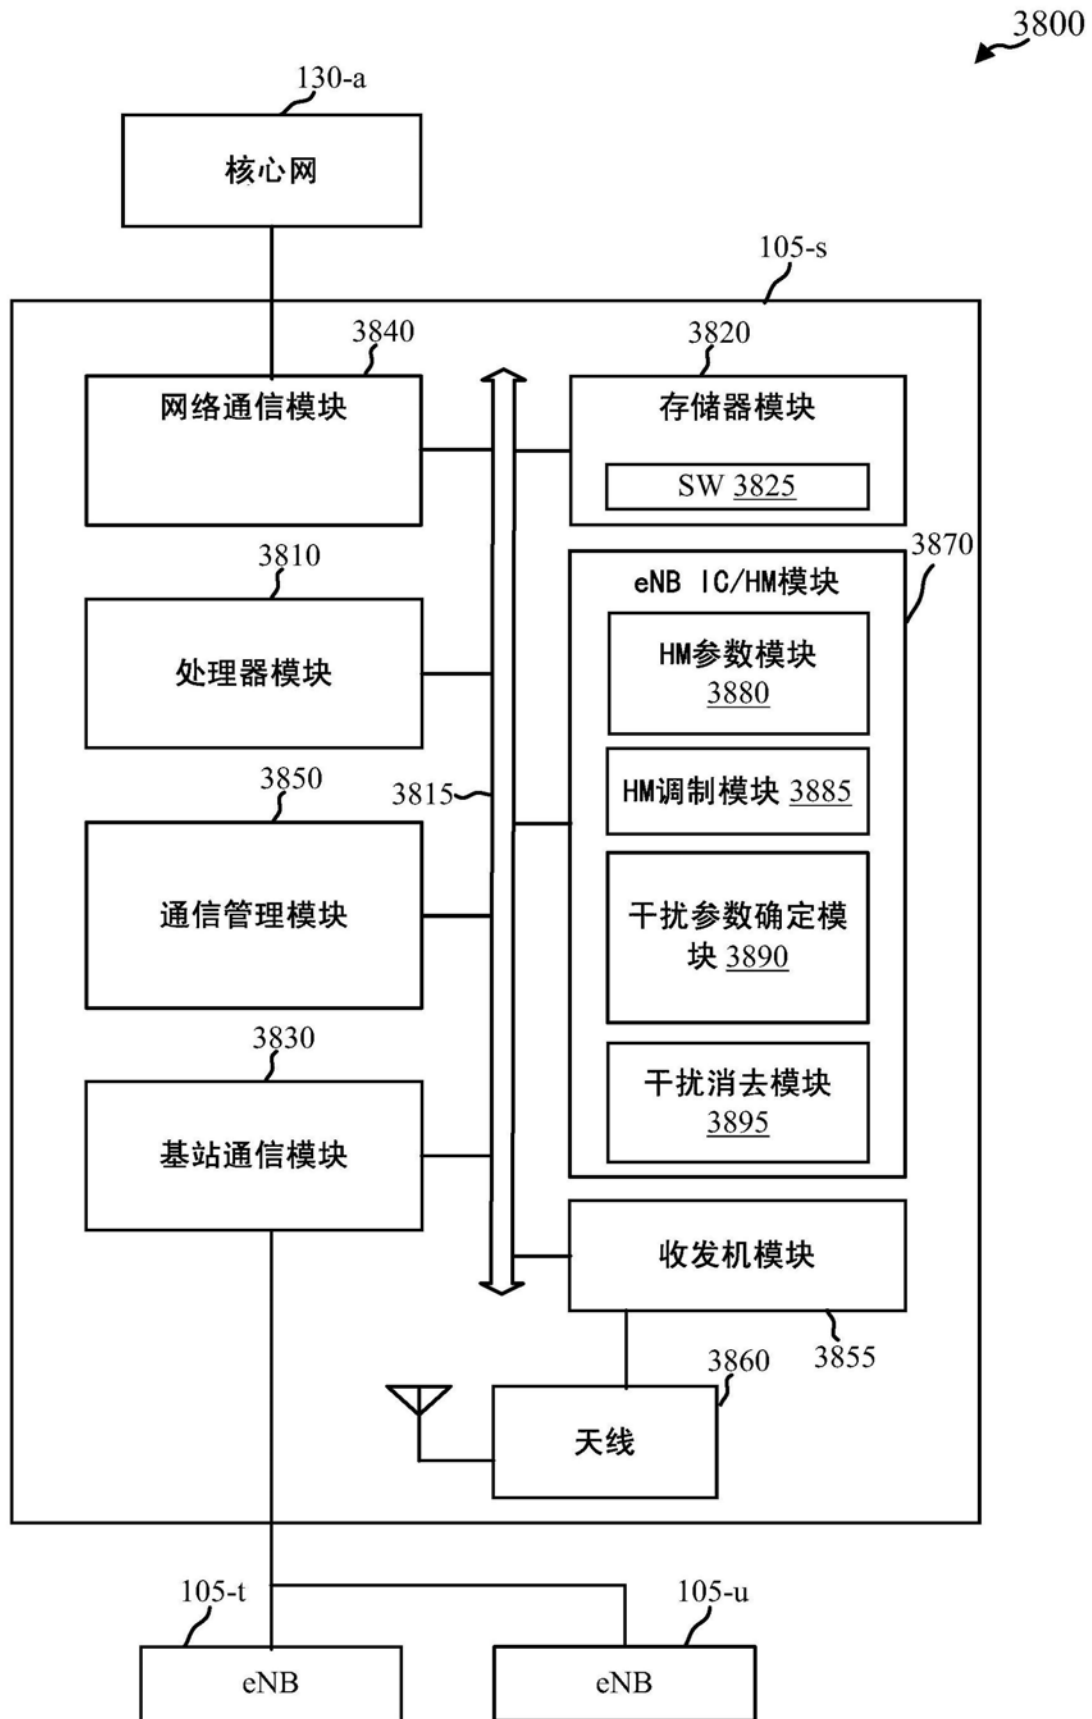 3800
130-a
核心网
105-s
3840
网络通信模块
3820
存储器模块
SW 3825
3870
eNB IC/HM模块
HM参数模块
3880
HM调制模块 3885
干扰参数确定模
块 3890
干扰消去模块
3895
3810
处理器模块
3815
3850
通信管理模块
3830
基站通信模块
收发机模块
3855
3860
天线
105-t
eNB
105-u
eNB